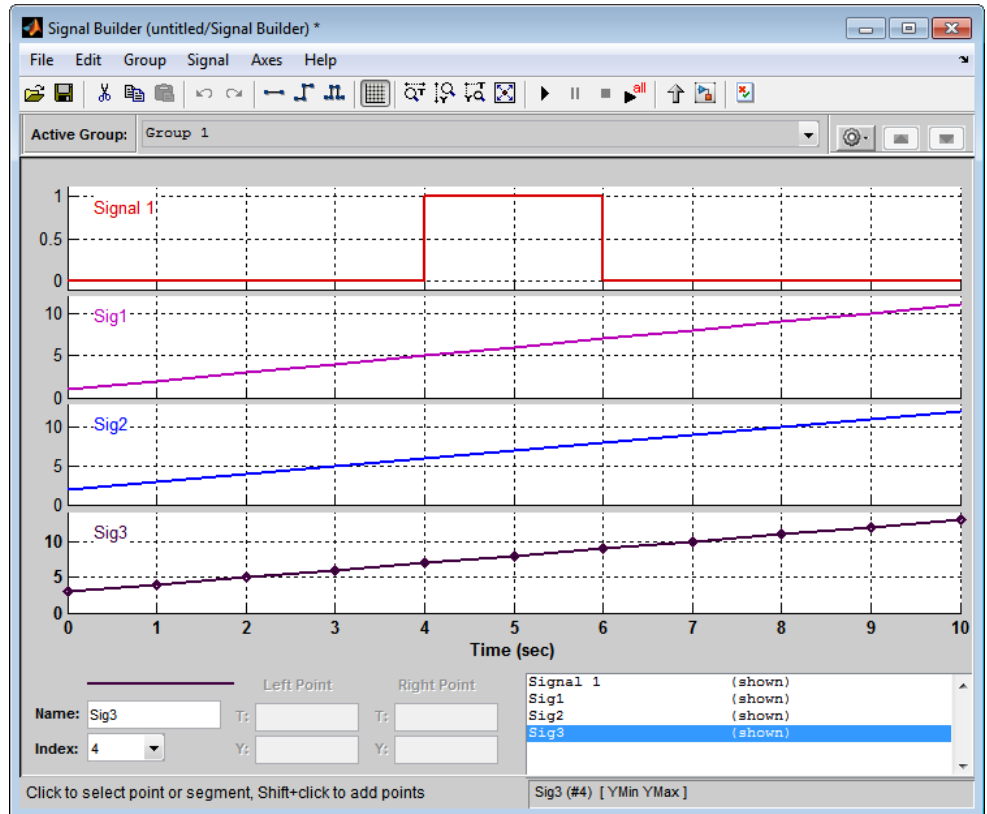 Signal Builder (untitled/Signal Builder) *
File Edit Group Signal Axes Help
all
Active Group: Group 1
1
Signal 1
0.5
0
10
Sig1
5
0
10
Sig2
5
0
Sig3
10
5
0
0 1 2 3 4 5 6 7 8 9 10
Time (sec)
Left Point Right Point
Name: Sig3 T: T:
Index: 4 Y: Y:
Signal 1 (shown)
Sig1 (shown)
Sig2 (shown)
Sig3 (shown)
Click to select point or segment, Shift+click to add points
Sig3 (#4) [ YMin YMax ]